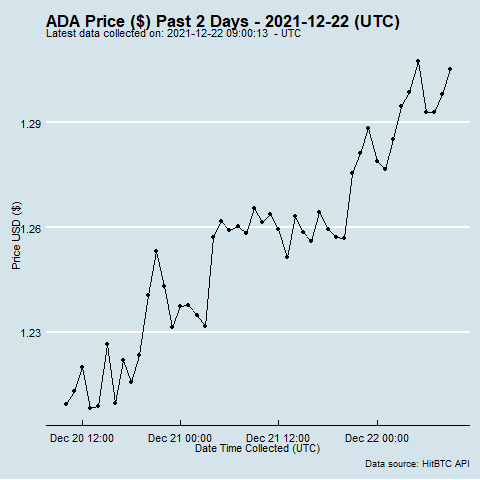 ADA Price ($) Past 2 Days - 2021-12-22 (UTC)
Latest data collected on: 2021-12-22 09:00:13 - UTC
1.29
1.26
1.23
Price USD ($)
Dec 20 12:00 Dec 21 00:00 Dec 21 12:00 Dec 22 00:00
Date Time Collected (UTC)
Data source: HitBTC API